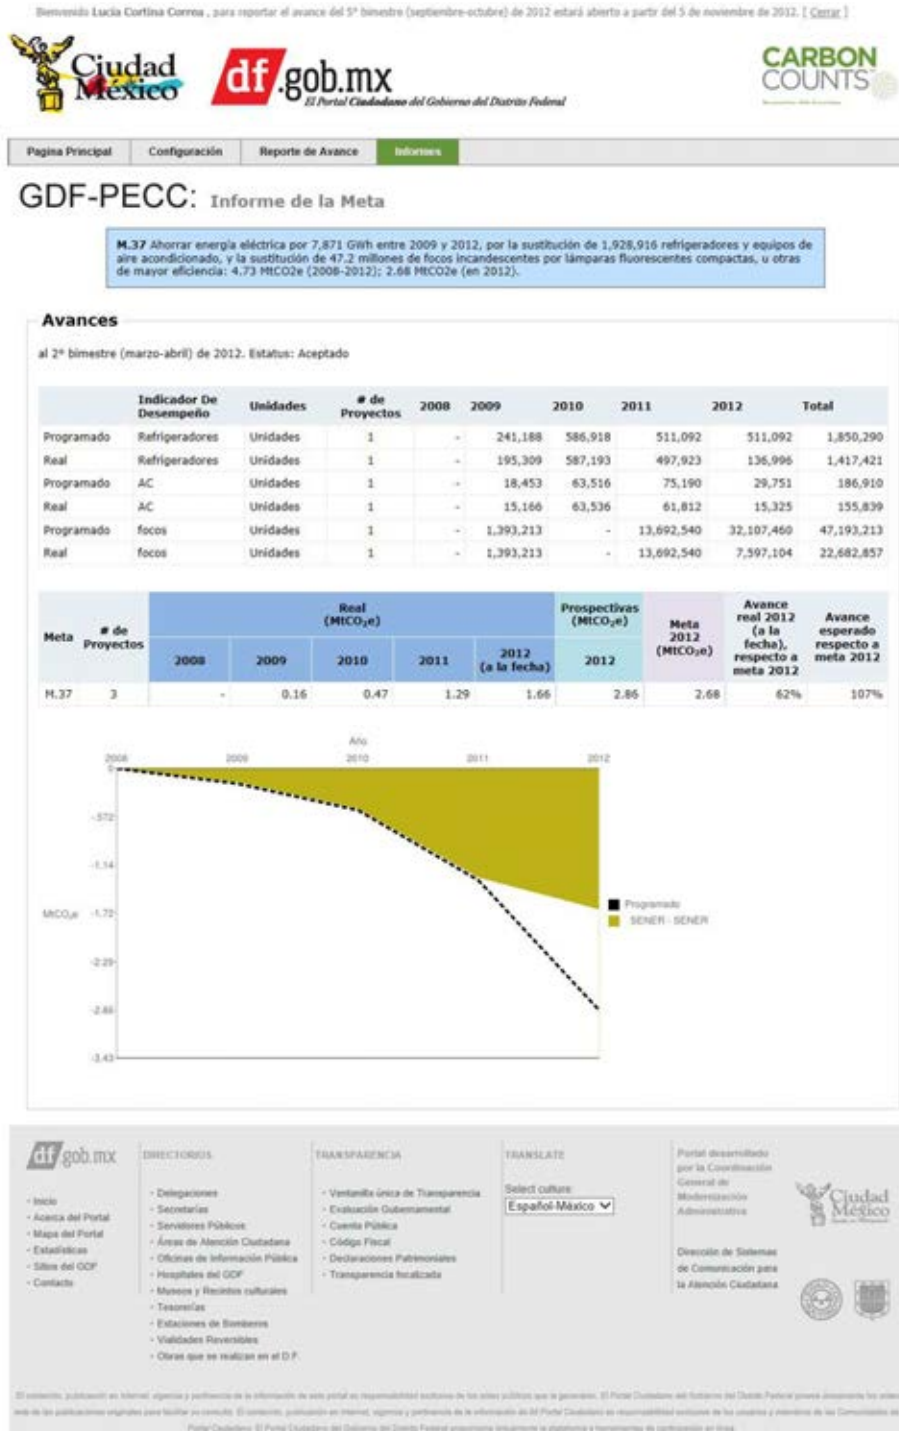 Bienvenido Lucía Cortina Correa , para reportar el avance del 5º bimestre (septiembre-octubre) de 2012 estará abierto a partir del 5 de noviembre de 2012. [ Cerrar ]
Ciudad México
df.gob.mx
El Portal Ciudadano del Gobierno del Distrito Federal
CARBON COUNTS
Pagina Principal Configuración Reporte de Avance Informes
GDF-PECC: Informe de la Meta
M.37 Ahorrar energía eléctrica por 7,871 GWh entre 2009 y 2012, por la sustitución de 1,928,916 refrigeradores y equipos de
aire acondicionado, y la sustitución de 47.2 millones de focos incandescentes por lámparas fluorescentes compactas, u otras
de mayor eficiencia: 4.73 MtCO2e (2008-2012); 2.68 MtCO2e (en 2012).
Avances
al 2º bimestre (marzo-abril) de 2012. Estatus: Aceptado
Indicador De Desempeño Unidades # de Proyectos 2008 2009 2010 2011 2012 Total
Programado Refrigeradores Unidades 1 - 241,188 586,918 511,092 511,092 1,850,290
Real Refrigeradores Unidades 1 - 195,309 587,193 497,923 136,996 1,417,421
Programado AC Unidades 1 - 18,453 63,516 75,190 29,751 186,910
Real AC Unidades 1 - 15,166 63,536 61,812 15,325 155,839
Programado focos Unidades 1 - 1,393,213 - 13,692,540 32,107,460 47,193,213
Real focos Unidades 1 - 1,393,213 - 13,692,540 7,597,104 22,682,857
Meta # de Proyectos Real (MtCO₂e) Prospectivas (MtCO₂e) Meta 2012 (MtCO₂e) Avance real 2012 (a la fecha), respecto a meta 2012 Avance esperado respecto a meta 2012
2008 2009 2010 2011 2012 (a la fecha) 2012
M.37 3 - 0.16 0.47 1.29 1.66 2.86 2.68 62% 107%
Año
2008 2009 2010 2011 2012
0
-.572
-1.14
MtCO₂e -1.72
-2.29
-2.86
-3.43
Programado
SENER - SENER
df gob.mx
- Inicio
- Acerca del Portal
- Mapa del Portal
- Estadísticas
- Sitios del GDF
- Contacto
DIRECTORIOS
- Delegaciones
- Secretarías
- Servidores Públicos
- Áreas de Atención Ciudadana
- Oficinas de Información Pública
- Hospitales del GDF
- Museos y Recintos culturales
- Tesorerías
- Estaciones de Bomberos
- Vialidades Reversibles
- Obras que se realizan en el D.F.
TRANSPARENCIA
- Ventanilla única de Transparencia
- Evaluación Gubernamental
- Cuenta Pública
- Código Fiscal
- Declaraciones Patrimoniales
- Transparencia focalizada
TRANSLATE
Select culture:
Español-México
Portal desarrollado
por la Coordinación
General de
Modernización
Administrativa
Dirección de Sistemas
de Comunicación para
la Atención Ciudadana
Ciudad México